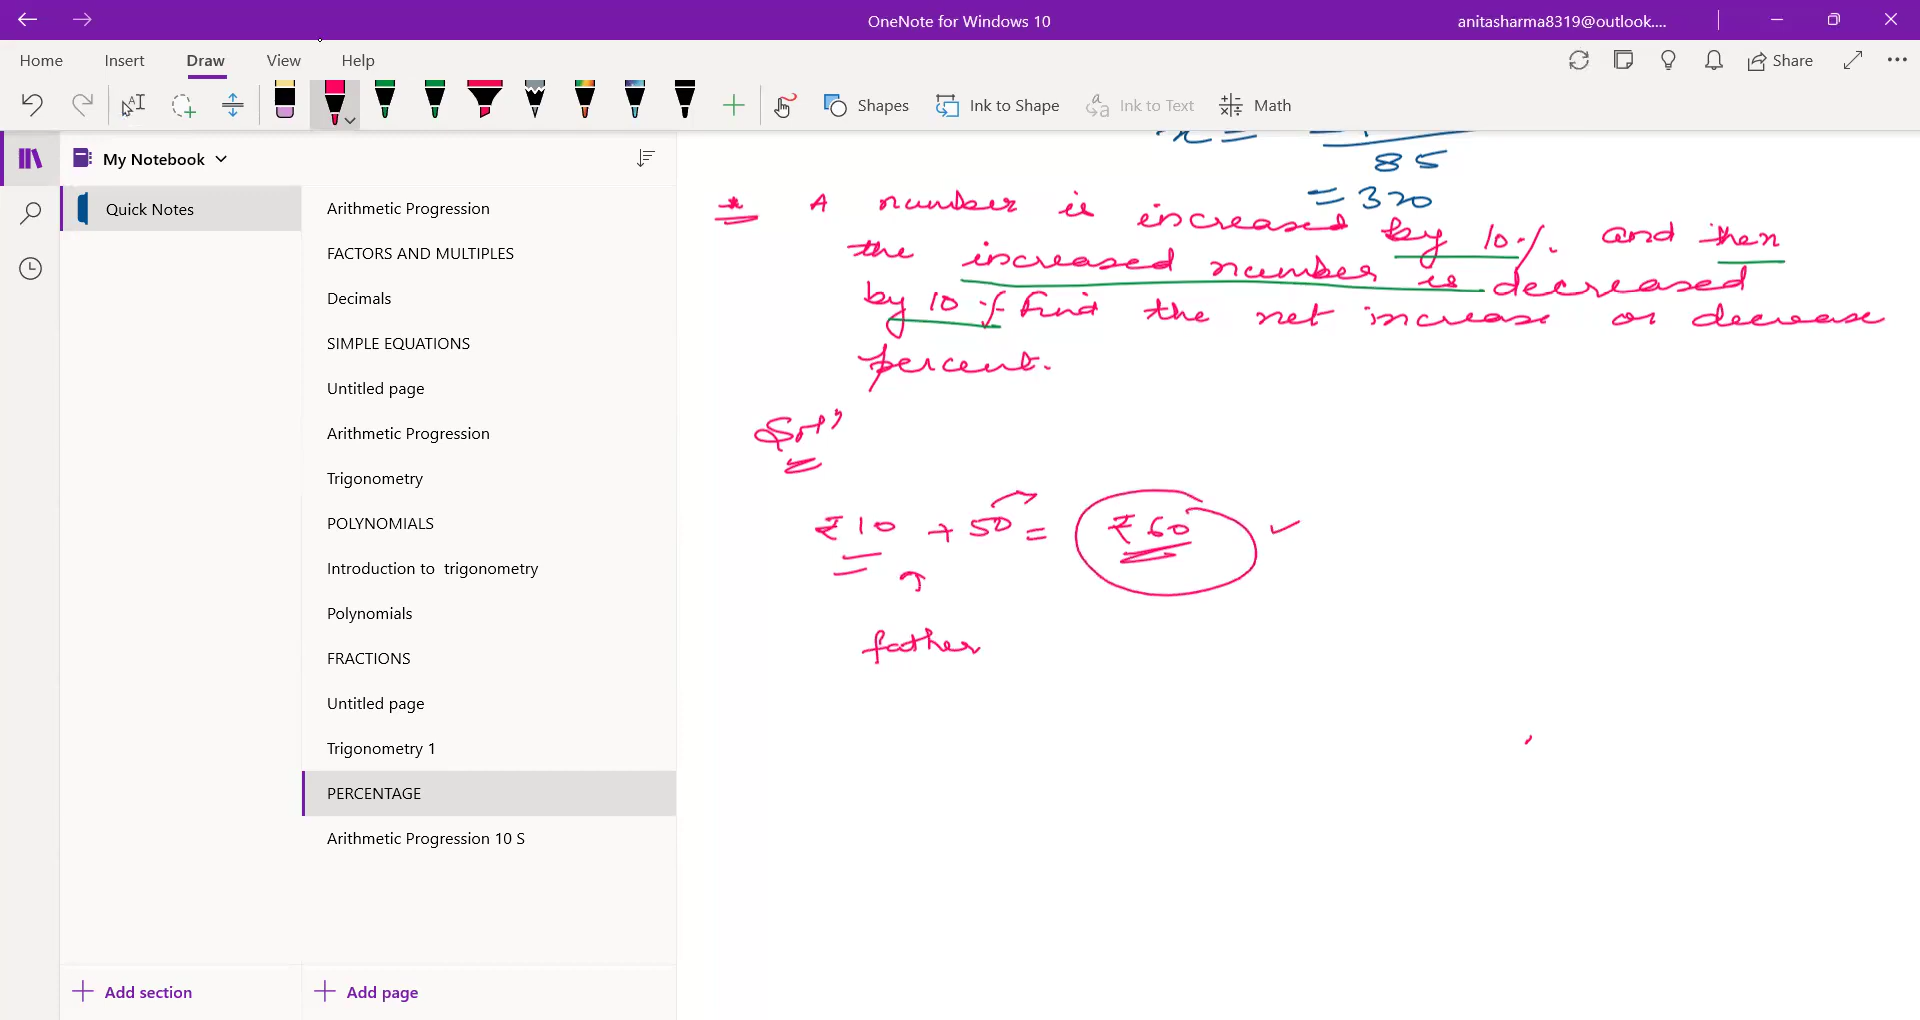 OneNote for Windows 10
anitasharma8319@outlook....
Home Insert Draw View Help
Share
Shapes Ink to Shape Ink to Text Math
My Notebook
Quick Notes
Arithmetic Progression
FACTORS AND MULTIPLES
Decimals
SIMPLE EQUATIONS
Untitled page
Arithmetic Progression
Trigonometry
POLYNOMIALS
Introduction to trigonometry
Polynomials
FRACTIONS
Untitled page
Trigonometry 1
PERCENTAGE
Arithmetic Progression 10 S
Add section
Add page
85
= 320
* A number is increased by 10% and then
the increased number is decreased
by 10% Find the net increase or decrease
percent.
₹10 + 50 = ₹60
father